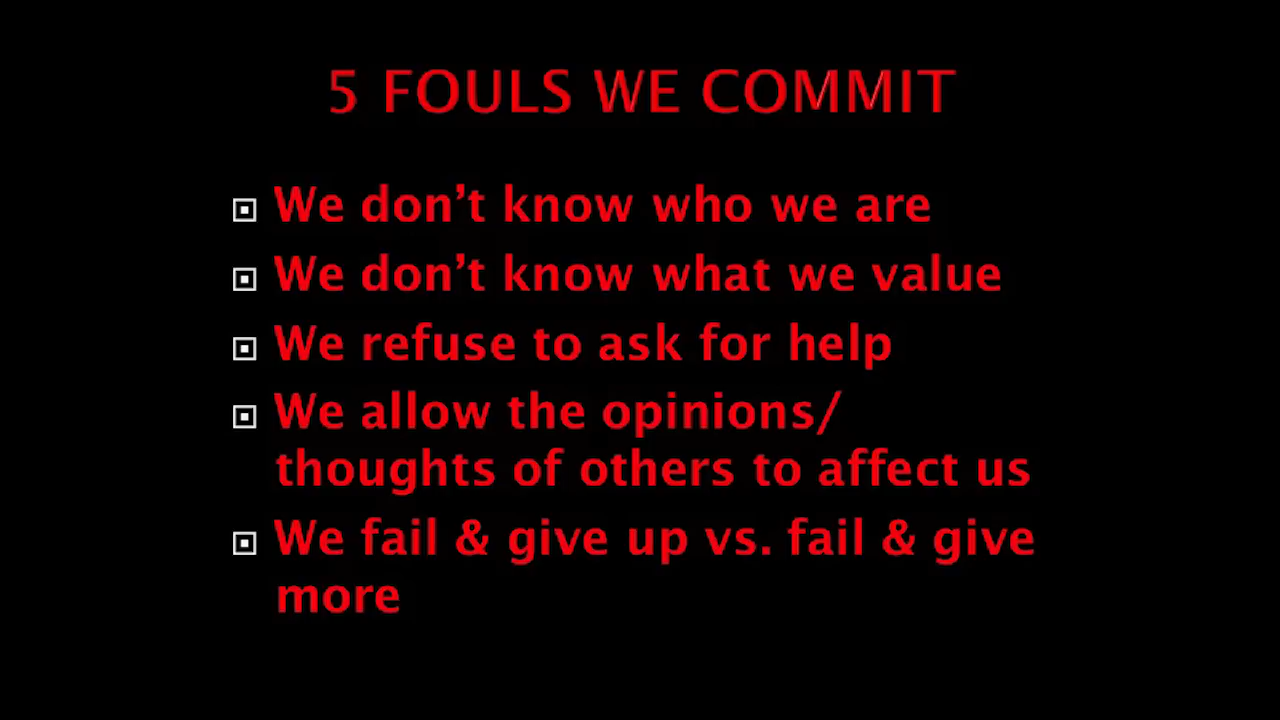 5 FOULS WE COMMIT
We don’t know who we are
We don’t know what we value
We refuse to ask for help
We allow the opinions/
thoughts of others to affect us
We fail & give up vs. fail & give
more